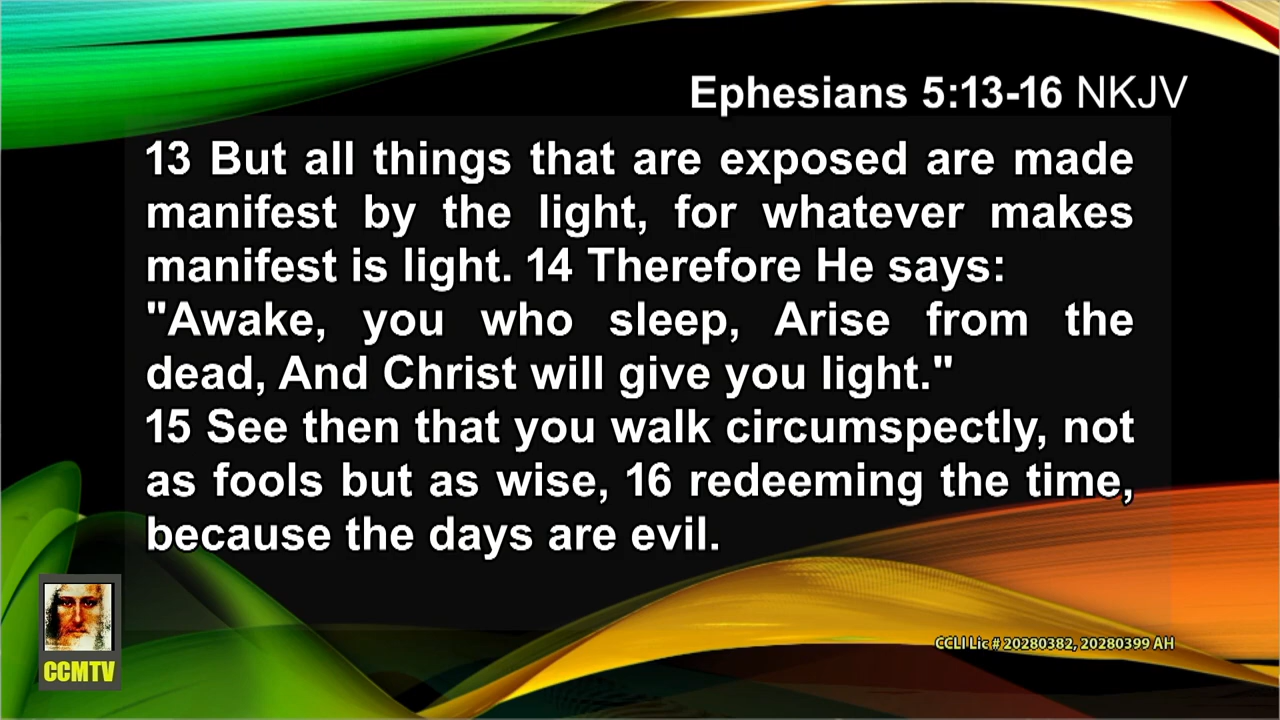 Ephesians 5:13-16 NKJV
13 But all things that are exposed are made
manifest by the light, for whatever makes
manifest is light. 14 Therefore He says:
"Awake, you who sleep, Arise from the
dead, And Christ will give you light."
15 See then that you walk circumspectly, not
as fools but as wise, 16 redeeming the time,
because the days are evil.
CCLI Lic # 20280382, 20280399 AH
CCMTV